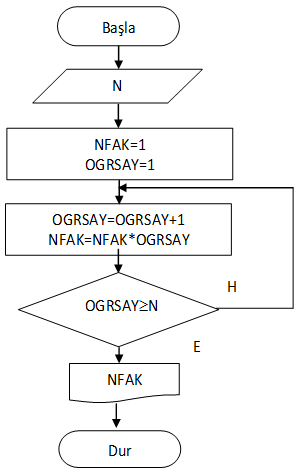 Başla
N
NFAK=1
OGRSAY=1
OGRSAY=OGRSAY+1
NFAK=NFAK*OGRSAY
OGRSAY≥N
H
E
NFAK
Dur